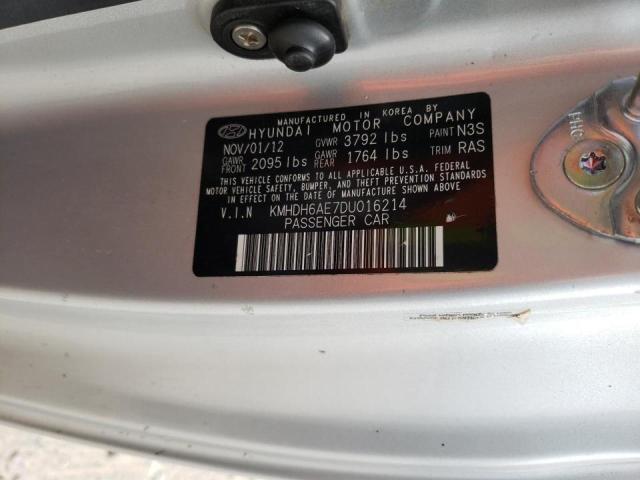 MANUFACTURED IN KOREA BY
HYUNDAI MOTOR COMPANY
NOV/01/12 GVWR 3792 lbs PAINT N3S
GAWR FRONT 2095 lbs GAWR REAR 1764 lbs TRIM RAS
THIS VEHICLE CONFORMS TO ALL APPLICABLE U.S.A. FEDERAL
MOTOR VEHICLE SAFETY, BUMPER, AND THEFT PREVENTION STANDARDS
IN EFFECT ON THE DATE OF MANUFACTURE SHOWN ABOVE.
V.I.N KMHDH6AE7DU016214
PASSENGER CAR